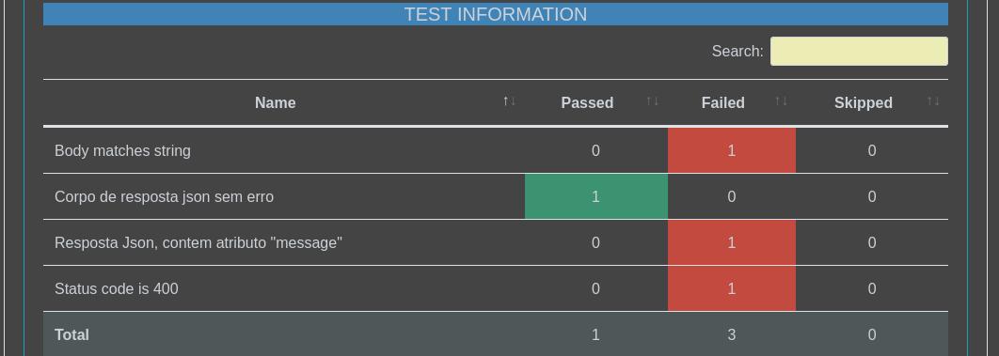 TEST INFORMATION
Search:
Name ↑↓ Passed ↑↓ Failed ↑↓ Skipped ↑↓
Body matches string 0 1 0
Corpo de resposta json sem erro 1 0 0
Resposta Json, contem atributo "message" 0 1 0
Status code is 400 0 1 0
Total 1 3 0